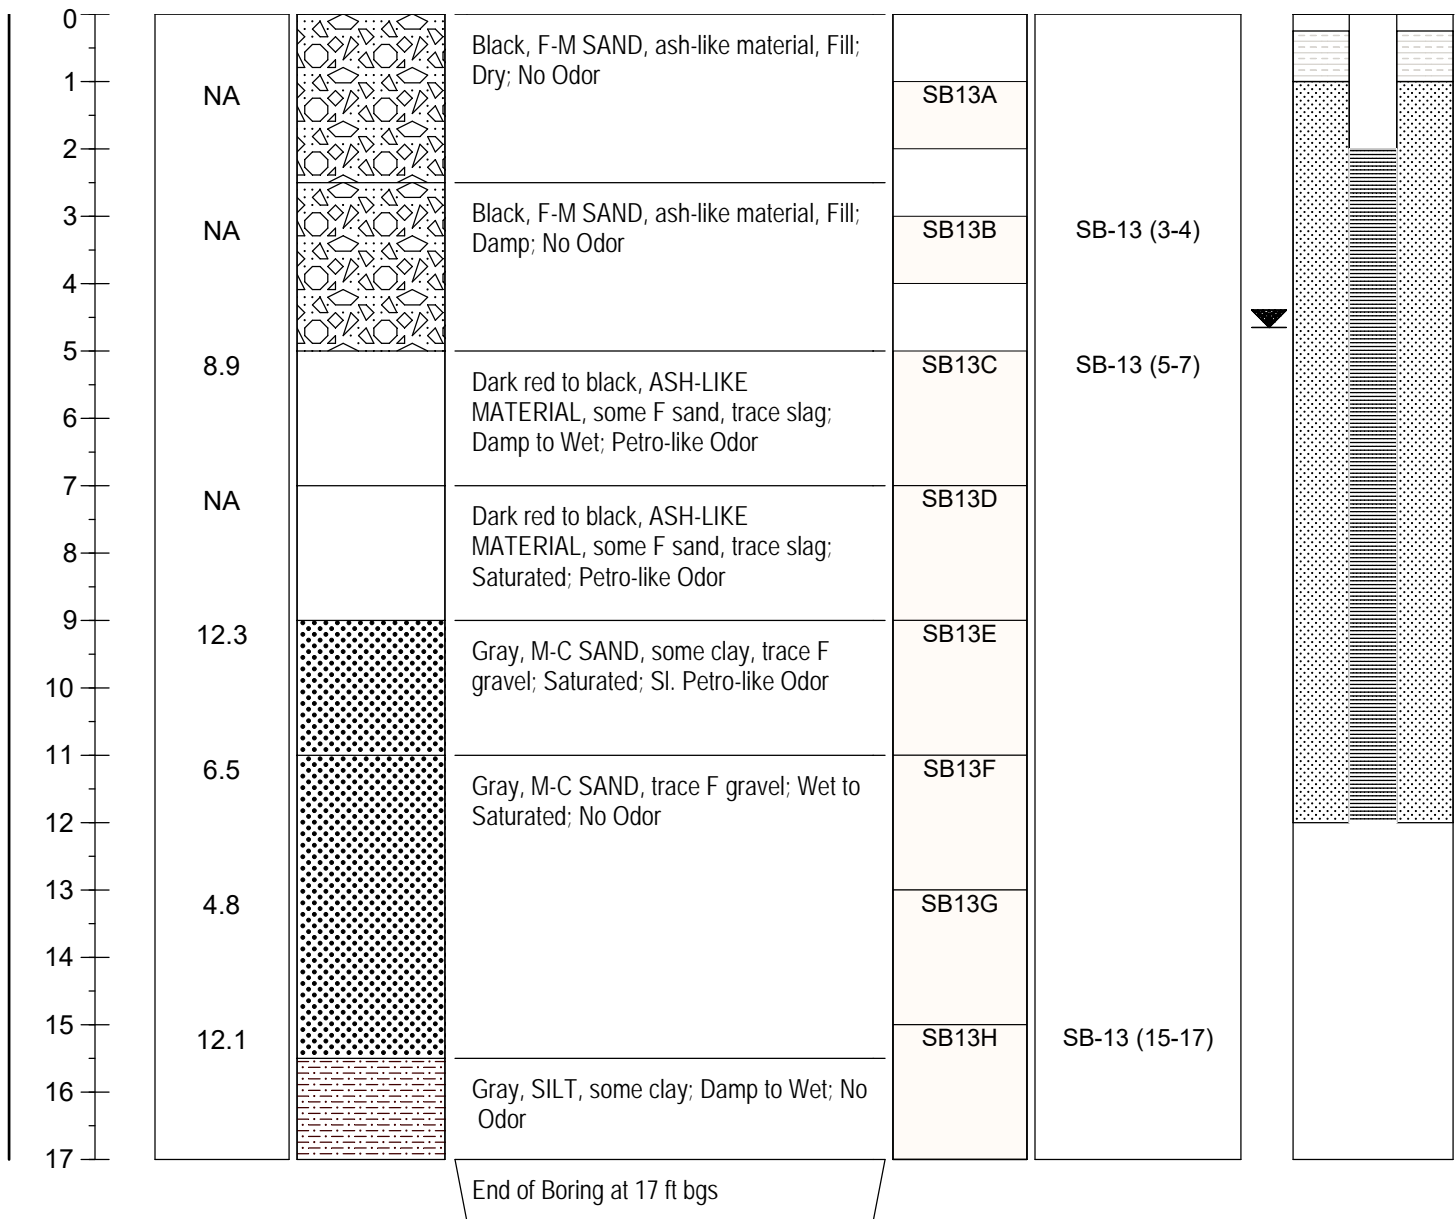 0
Black, F-M SAND, ash-like material, Fill;
Dry; No Odor
1
NA
SB13A
2
Black, F-M SAND, ash-like material, Fill;
Damp; No Odor
3
NA
SB13B
SB-13 (3-4)
4
5
8.9
SB13C
SB-13 (5-7)
Dark red to black, ASH-LIKE
MATERIAL, some F sand, trace slag;
Damp to Wet; Petro-like Odor
6
7
NA
SB13D
Dark red to black, ASH-LIKE
MATERIAL, some F sand, trace slag;
Saturated; Petro-like Odor
8
9
12.3
SB13E
Gray, M-C SAND, some clay, trace F
gravel; Saturated; Sl. Petro-like Odor
10
11
6.5
SB13F
Gray, M-C SAND, trace F gravel; Wet to
Saturated; No Odor
12
13
4.8
SB13G
14
15
12.1
SB13H
SB-13 (15-17)
Gray, SILT, some clay; Damp to Wet; No
Odor
16
17
End of Boring at 17 ft bgs